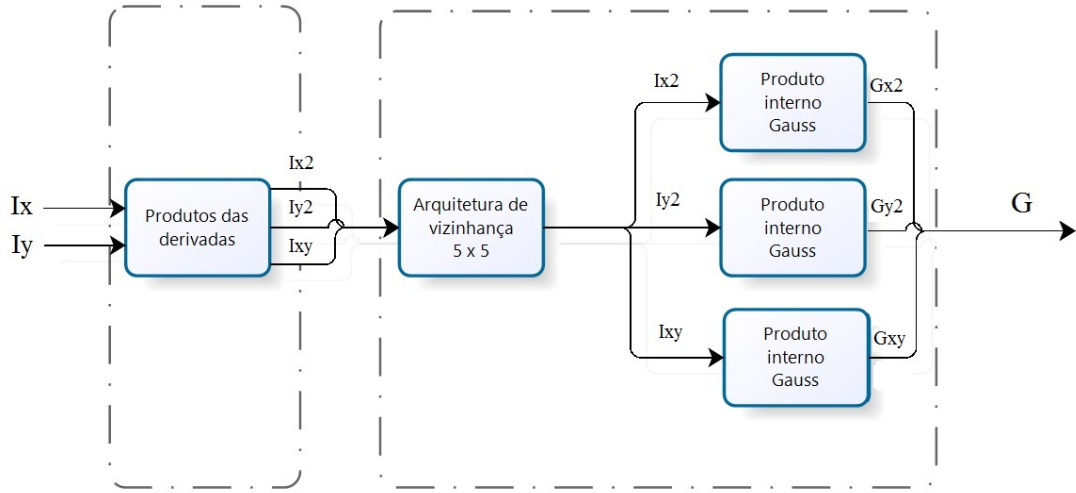 Ix
Iy
Produtos das
derivadas
Ix2
Iy2
Ixy
Arquitetura de
vizinhança
5 x 5
Ix2
Iy2
Ixy
Produto
interno
Gauss
Produto
interno
Gauss
Produto
interno
Gauss
Gx2
Gy2
Gxy
G